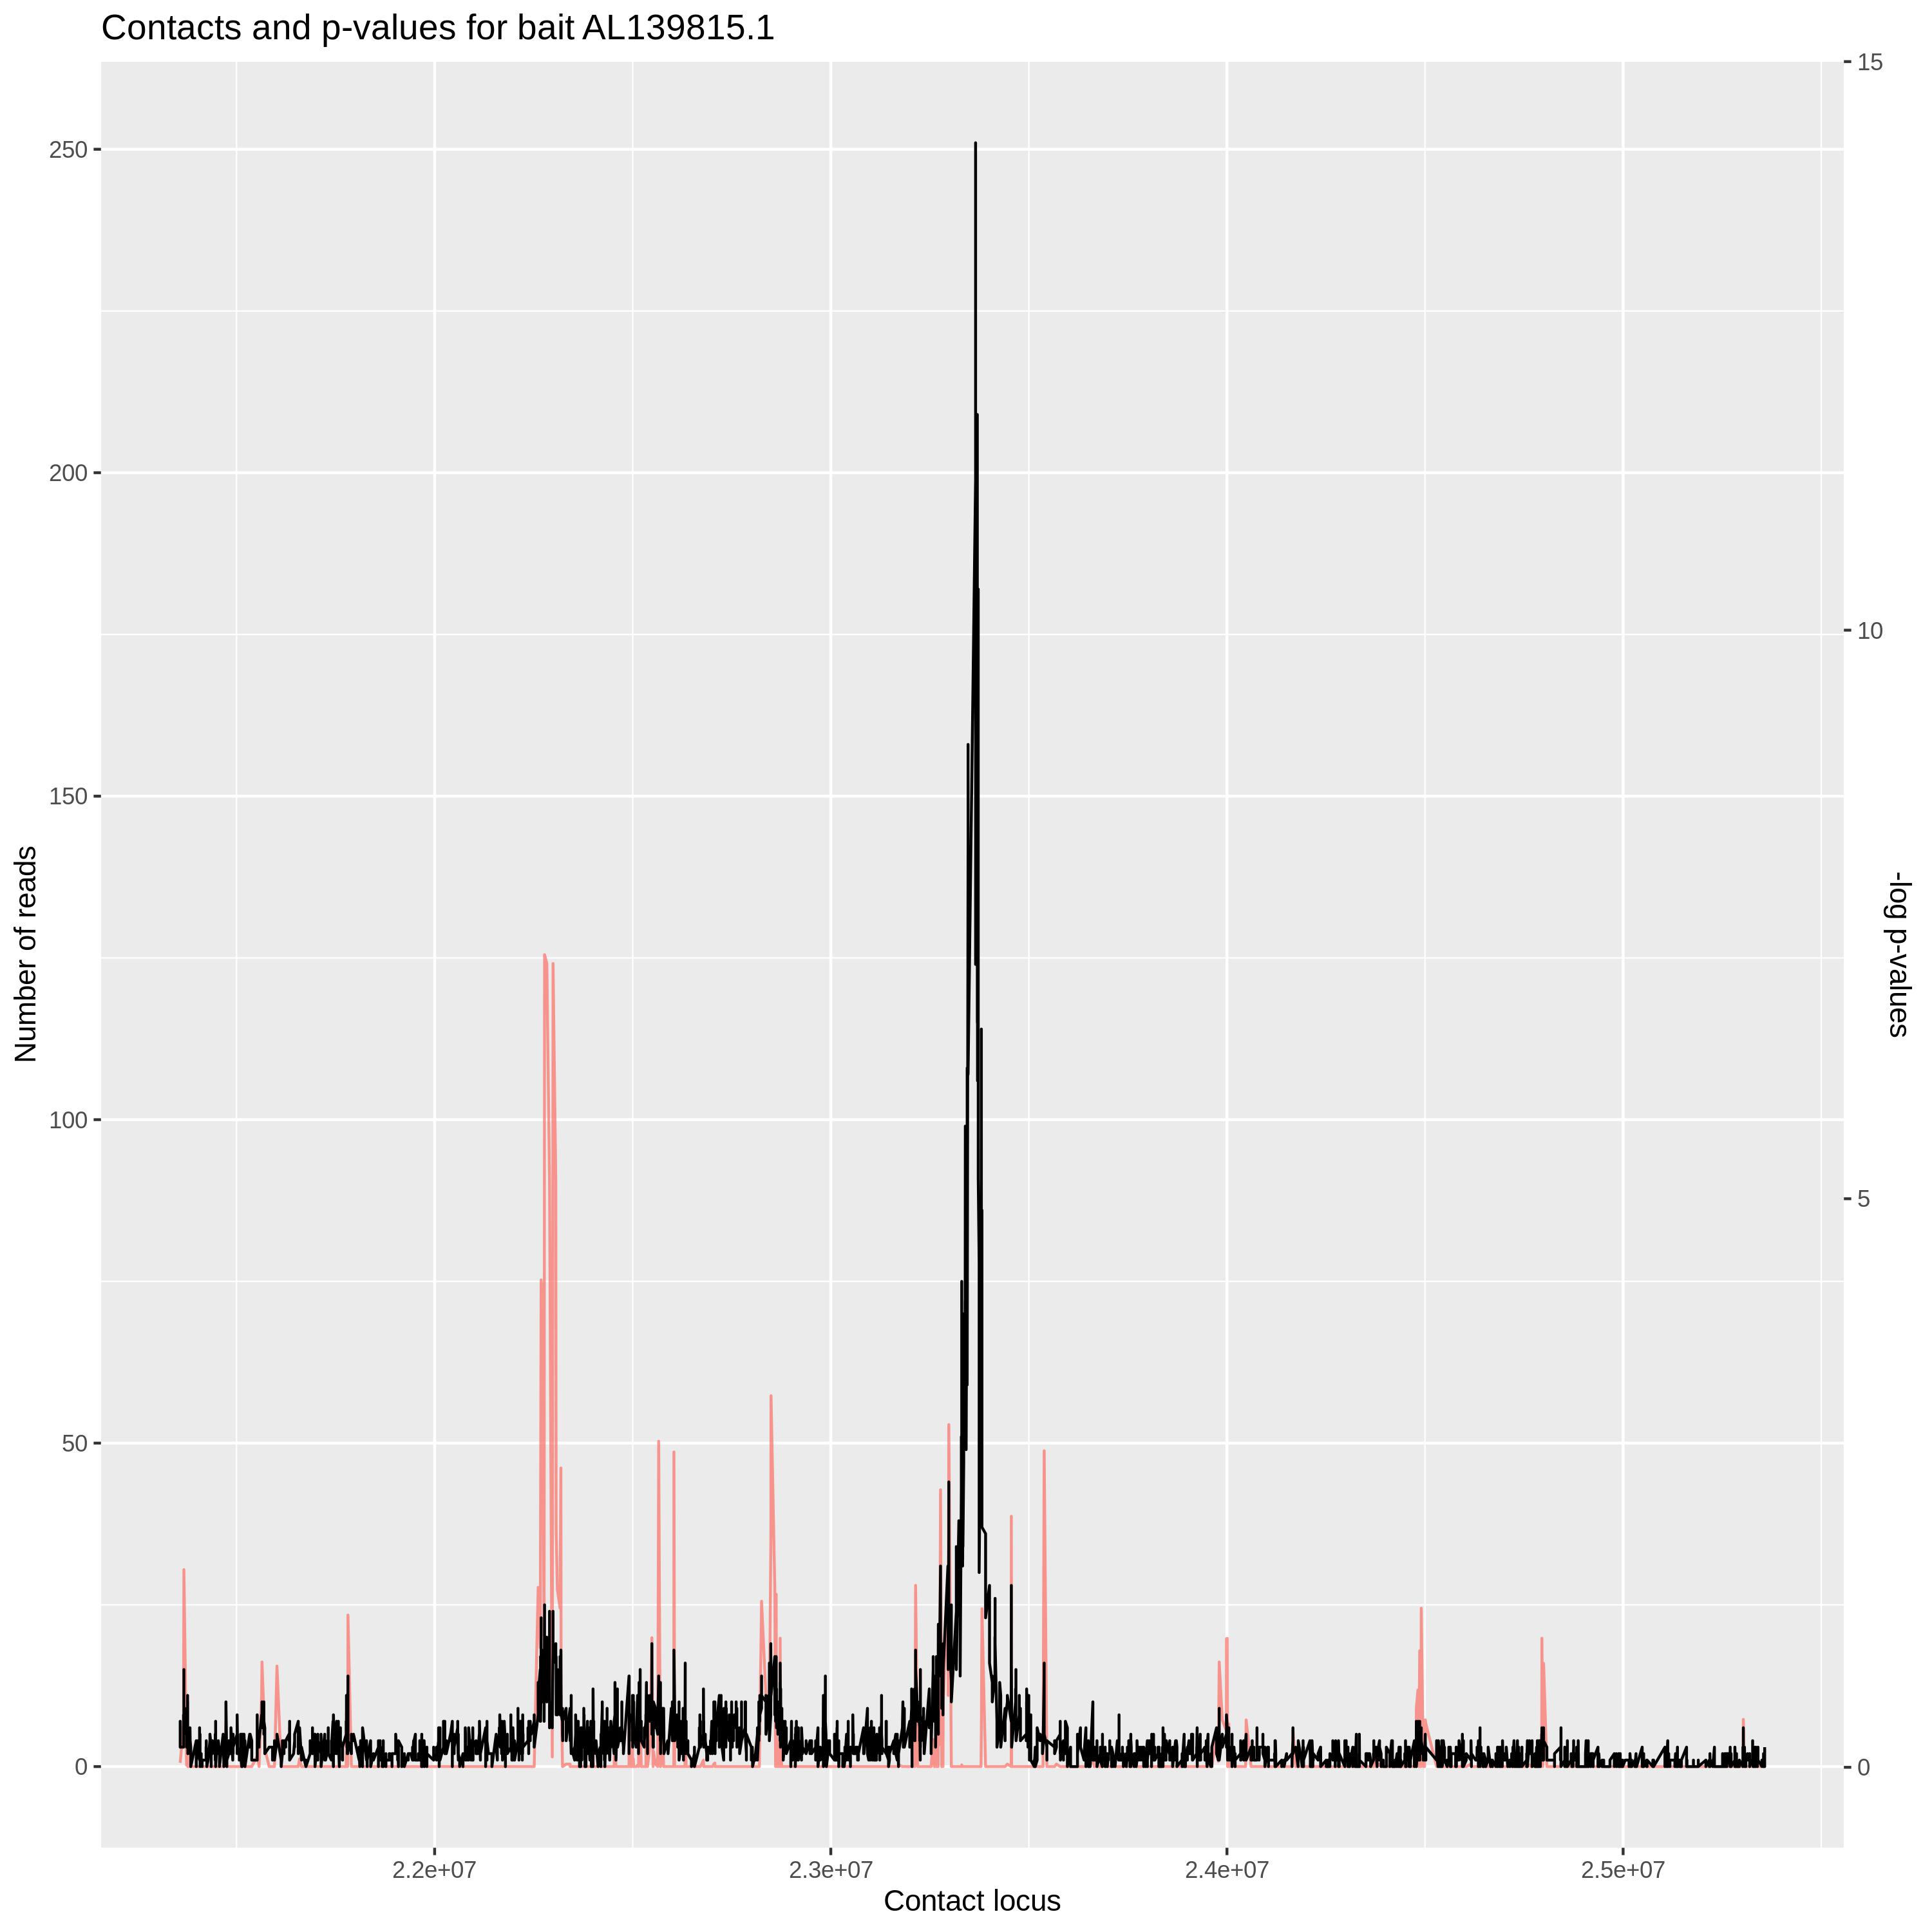 Contacts and p-values for bait AL139815.1
250
200
150
100
50
0
Number of reads
15
10
5
0
-log p-values
2.2e+07
2.3e+07
2.4e+07
2.5e+07
Contact locus